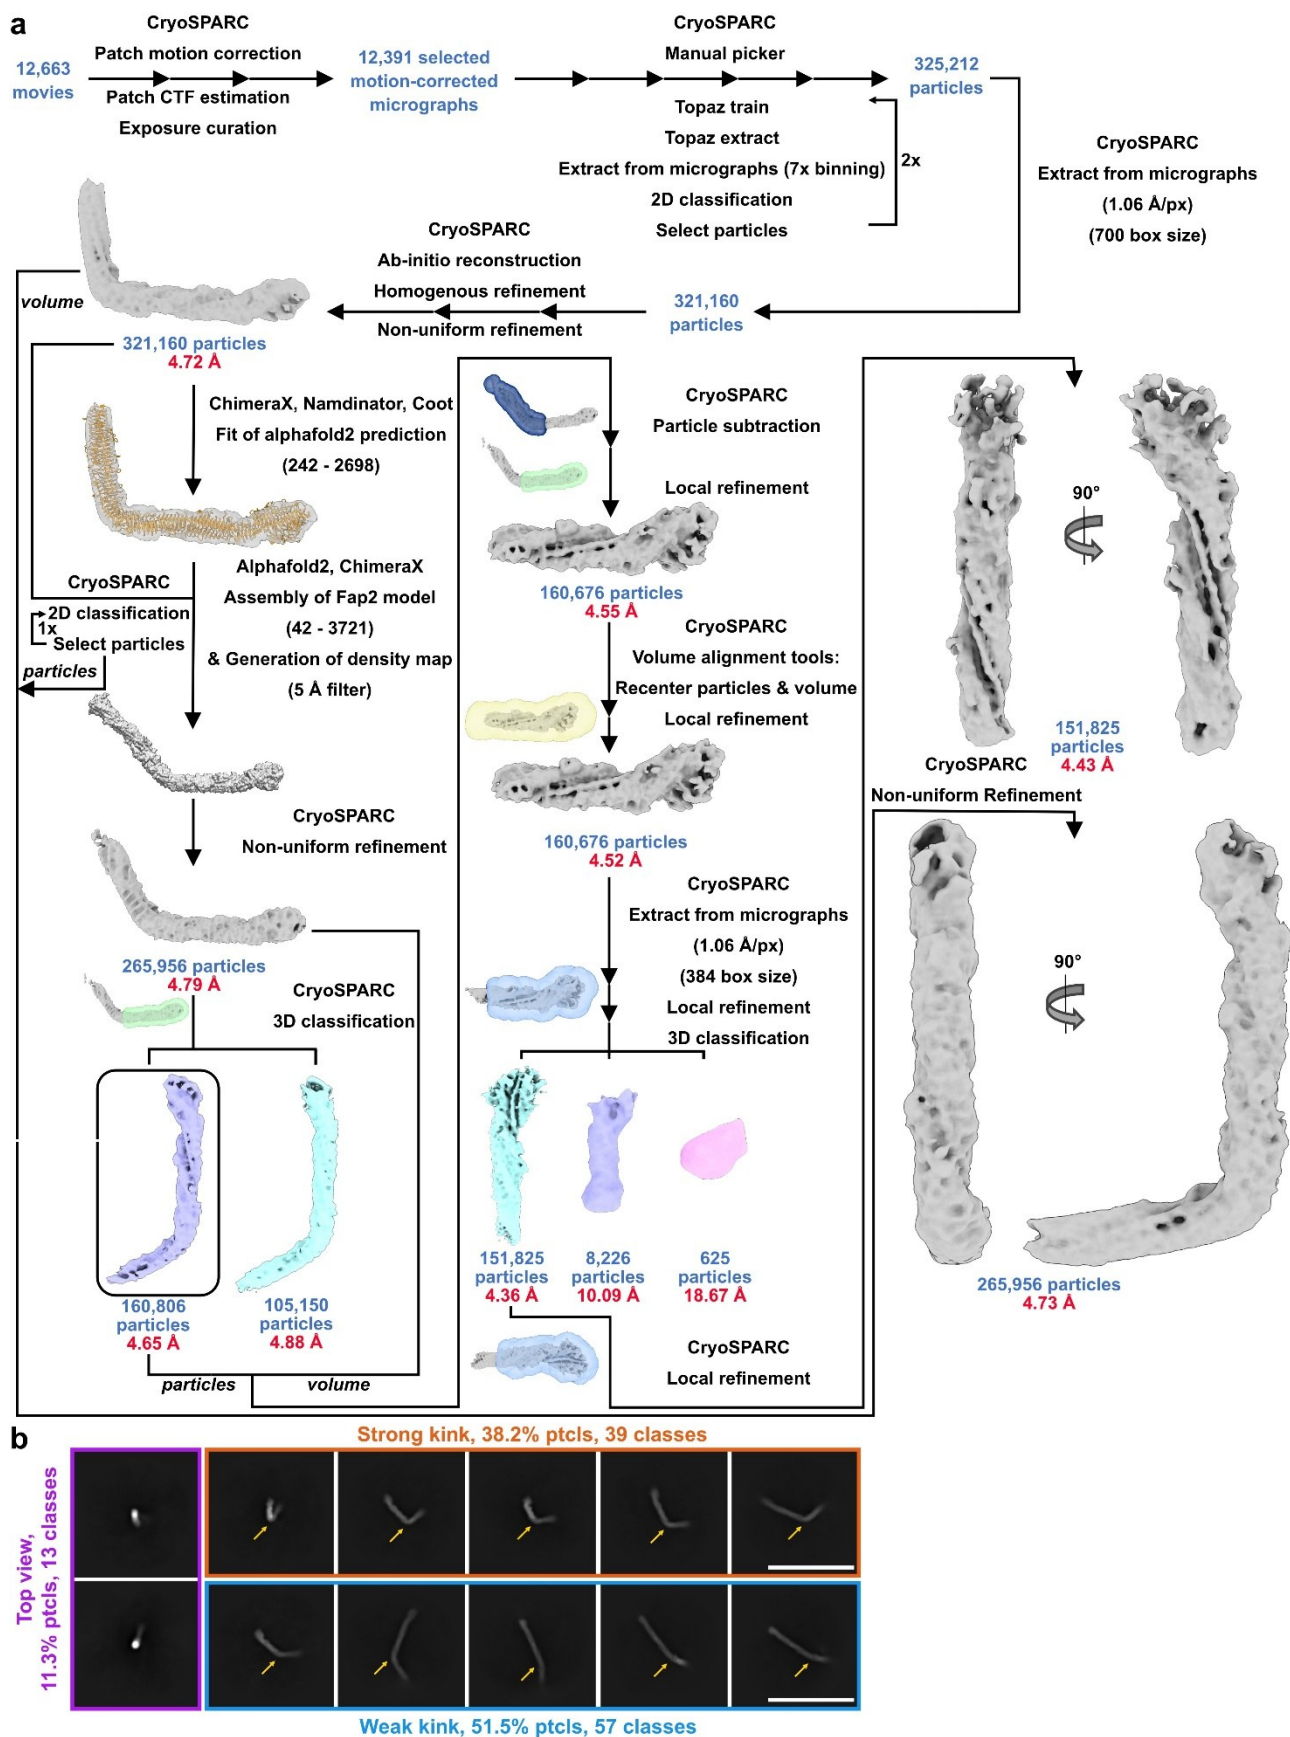 a
CryoSPARC
Patch motion correction
12,663
movies
Patch CTF estimation
Exposure curation
12,391 selected
motion-corrected
micrographs
CryoSPARC
Manual picker
Topaz train
Topaz extract
Extract from micrographs (7x binning)
2D classification
Select particles
2x
325,212
particles
CryoSPARC
Extract from micrographs
(1.06 Å/px)
(700 box size)
321,160
particles
CryoSPARC
Ab-initio reconstruction
Homogenous refinement
Non-uniform refinement
volume
321,160 particles
4.72 Å
ChimeraX, Namdinator, Coot
Fit of alphafold2 prediction
(242 - 2698)
CryoSPARC
2D classification
1x
Select particles
particles
Alphafold2, ChimeraX
Assembly of Fap2 model
(42 - 3721)
& Generation of density map
(5 Å filter)
CryoSPARC
Non-uniform refinement
265,956 particles
4.79 Å
CryoSPARC
3D classification
160,806
particles
4.65 Å
105,150
particles
4.88 Å
particles
volume
CryoSPARC
Particle subtraction
Local refinement
160,676 particles
4.55 Å
CryoSPARC
Volume alignment tools:
Recenter particles & volume
Local refinement
160,676 particles
4.52 Å
CryoSPARC
Extract from micrographs
(1.06 Å/px)
(384 box size)
Local refinement
3D classification
151,825
particles
4.36 Å
8,226
particles
10.09 Å
625
particles
18.67 Å
CryoSPARC
Local refinement
90°
151,825
particles
4.43 Å
CryoSPARC
Non-uniform Refinement
90°
265,956 particles
4.73 Å
b
Strong kink, 38.2% ptcls, 39 classes
Top view,
11.3% ptcls, 13 classes
Weak kink, 51.5% ptcls, 57 classes